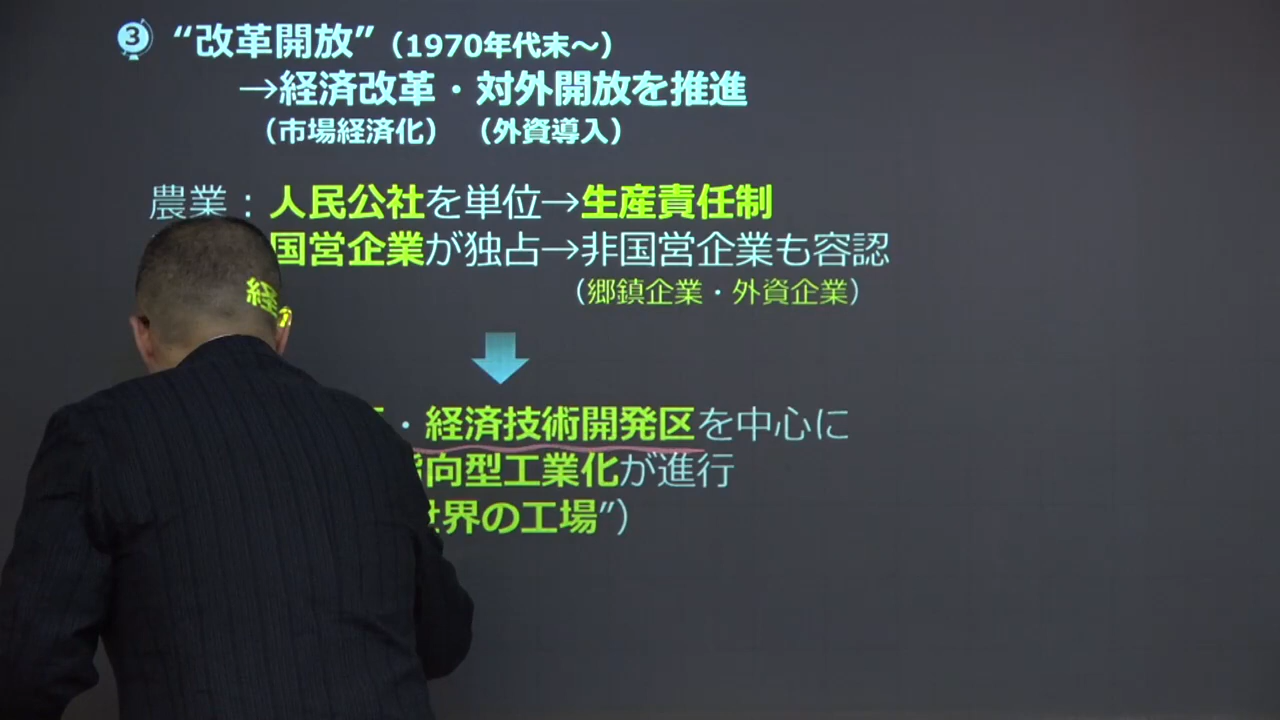 ③ “改革開放”（1970年代末～）
→経済改革・対外開放を推進
（市場経済化）（外資導入）
農業：人民公社を単位→生産責任制
国営企業が独占→非国営企業も容認
（郷鎮企業・外資企業）
経
・経済技術開発区を中心に
向型工業化が進行
世界の工場”）